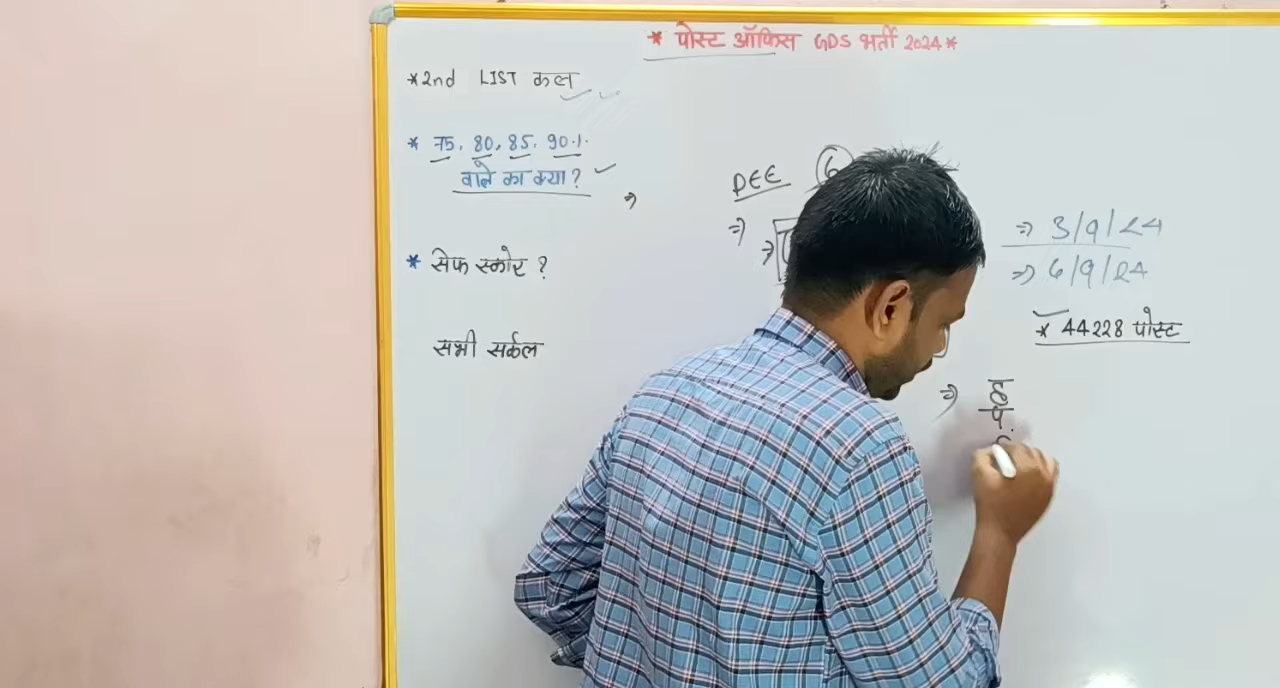 * पोस्ट ऑफिस GDS भर्ती 2024 *
* 2nd LIST कल
* 75, 80, 85, 90.1.
वाले का क्या ?
⇒
* सेफ स्कोर ?
सभी सर्कल
DEE 6
⇒
⇒
⇒ 3/9/24
⇒ 6/9/24
* 44228 पोस्ट
⇒ ह
प.